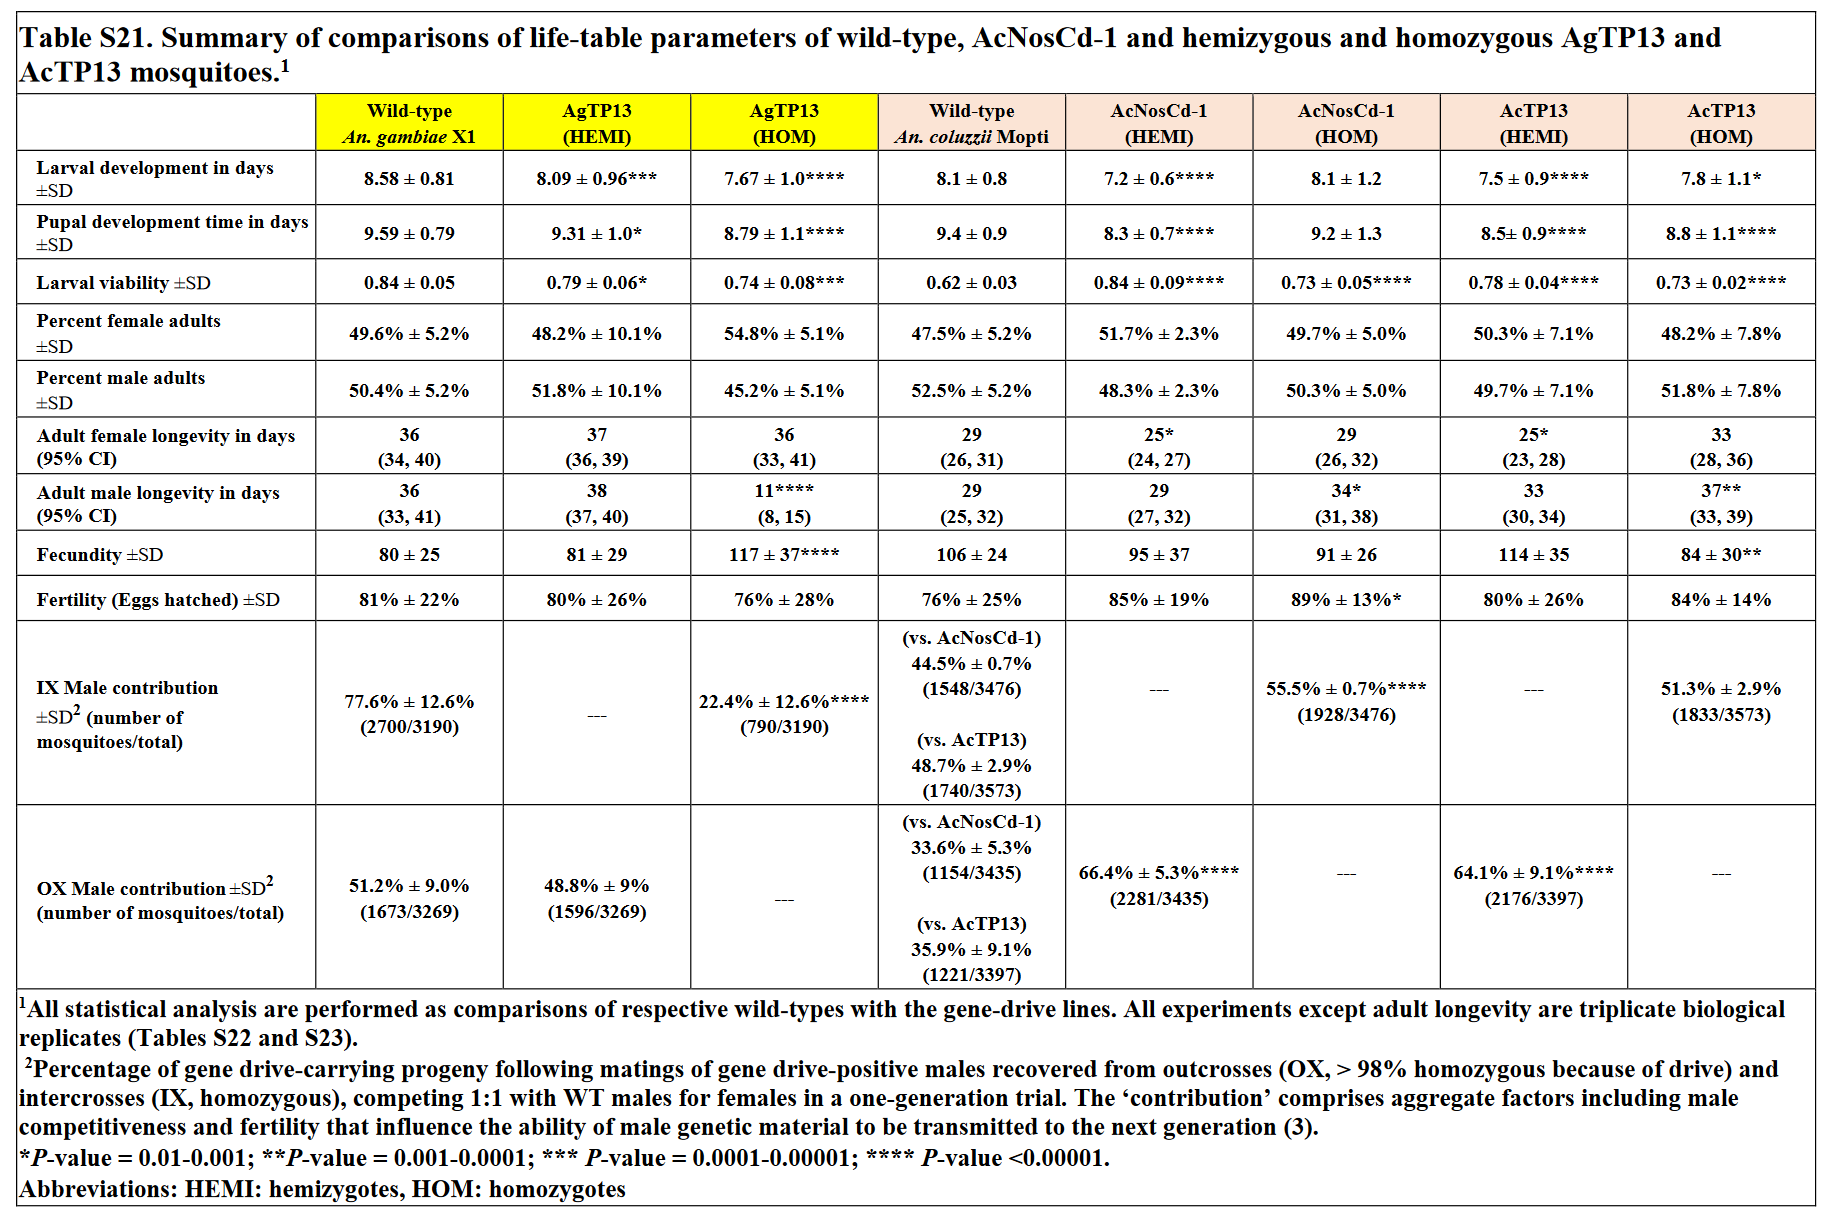 Table S21. Summary of comparisons of life-table parameters of wild-type, AcNosCd-1 and hemizygous and homozygous AgTP13 and
AcTP13 mosquitoes.1
Wild-type An. gambiae X1 | AgTP13 (HEMI) | AgTP13 (HOM) | Wild-type An. coluzzii Mopti | AcNosCd-1 (HEMI) | AcNosCd-1 (HOM) | AcTP13 (HEMI) | AcTP13 (HOM)
Larval development in days ±SD | 8.58 ± 0.81 | 8.09 ± 0.96*** | 7.67 ± 1.0**** | 8.1 ± 0.8 | 7.2 ± 0.6**** | 8.1 ± 1.2 | 7.5 ± 0.9**** | 7.8 ± 1.1*
Pupal development time in days ±SD | 9.59 ± 0.79 | 9.31 ± 1.0* | 8.79 ± 1.1**** | 9.4 ± 0.9 | 8.3 ± 0.7**** | 9.2 ± 1.3 | 8.5± 0.9**** | 8.8 ± 1.1****
Larval viability ±SD | 0.84 ± 0.05 | 0.79 ± 0.06* | 0.74 ± 0.08*** | 0.62 ± 0.03 | 0.84 ± 0.09**** | 0.73 ± 0.05**** | 0.78 ± 0.04**** | 0.73 ± 0.02****
Percent female adults ±SD | 49.6% ± 5.2% | 48.2% ± 10.1% | 54.8% ± 5.1% | 47.5% ± 5.2% | 51.7% ± 2.3% | 49.7% ± 5.0% | 50.3% ± 7.1% | 48.2% ± 7.8%
Percent male adults ±SD | 50.4% ± 5.2% | 51.8% ± 10.1% | 45.2% ± 5.1% | 52.5% ± 5.2% | 48.3% ± 2.3% | 50.3% ± 5.0% | 49.7% ± 7.1% | 51.8% ± 7.8%
Adult female longevity in days (95% CI) | 36 (34, 40) | 37 (36, 39) | 36 (33, 41) | 29 (26, 31) | 25* (24, 27) | 29 (26, 32) | 25* (23, 28) | 33 (28, 36)
Adult male longevity in days (95% CI) | 36 (33, 41) | 38 (37, 40) | 11**** (8, 15) | 29 (25, 32) | 29 (27, 32) | 34* (31, 38) | 33 (30, 34) | 37** (33, 39)
Fecundity ±SD | 80 ± 25 | 81 ± 29 | 117 ± 37**** | 106 ± 24 | 95 ± 37 | 91 ± 26 | 114 ± 35 | 84 ± 30**
Fertility (Eggs hatched) ±SD | 81% ± 22% | 80% ± 26% | 76% ± 28% | 76% ± 25% | 85% ± 19% | 89% ± 13%* | 80% ± 26% | 84% ± 14%
IX Male contribution ±SD2 (number of mosquitoes/total) | 77.6% ± 12.6% (2700/3190) | --- | 22.4% ± 12.6%**** (790/3190) | (vs. AcNosCd-1) 44.5% ± 0.7% (1548/3476) (vs. AcTP13) 48.7% ± 2.9% (1740/3573) | --- | 55.5% ± 0.7%**** (1928/3476) | --- | 51.3% ± 2.9% (1833/3573)
OX Male contribution ±SD2 (number of mosquitoes/total) | 51.2% ± 9.0% (1673/3269) | 48.8% ± 9% (1596/3269) | --- | (vs. AcNosCd-1) 33.6% ± 5.3% (1154/3435) (vs. AcTP13) 35.9% ± 9.1% (1221/3397) | 66.4% ± 5.3%**** (2281/3435) | --- | 64.1% ± 9.1%**** (2176/3397) | ---
1All statistical analysis are performed as comparisons of respective wild-types with the gene-drive lines. All experiments except adult longevity are triplicate biological
replicates (Tables S22 and S23).
2Percentage of gene drive-carrying progeny following matings of gene drive-positive males recovered from outcrosses (OX, > 98% homozygous because of drive) and
intercrosses (IX, homozygous), competing 1:1 with WT males for females in a one-generation trial. The ‘contribution’ comprises aggregate factors including male
competitiveness and fertility that influence the ability of male genetic material to be transmitted to the next generation (3).
*P-value = 0.01-0.001; **P-value = 0.001-0.0001; *** P-value = 0.0001-0.00001; **** P-value <0.00001.
Abbreviations: HEMI: hemizygotes, HOM: homozygotes